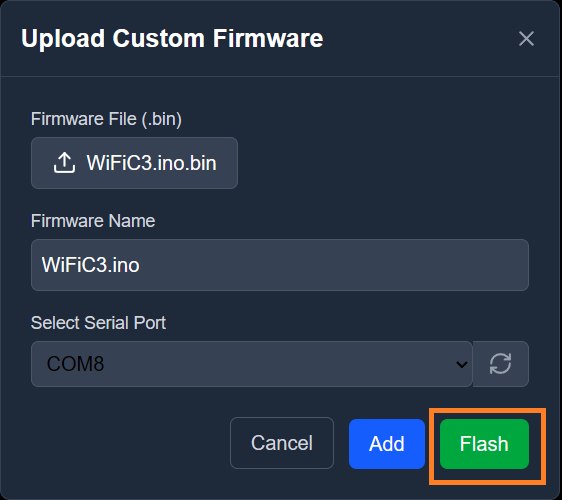 Upload Custom Firmware
Firmware File (.bin)
WiFiC3.ino.bin
Firmware Name
WiFiC3.ino
Select Serial Port
COM8
Cancel
Add
Flash